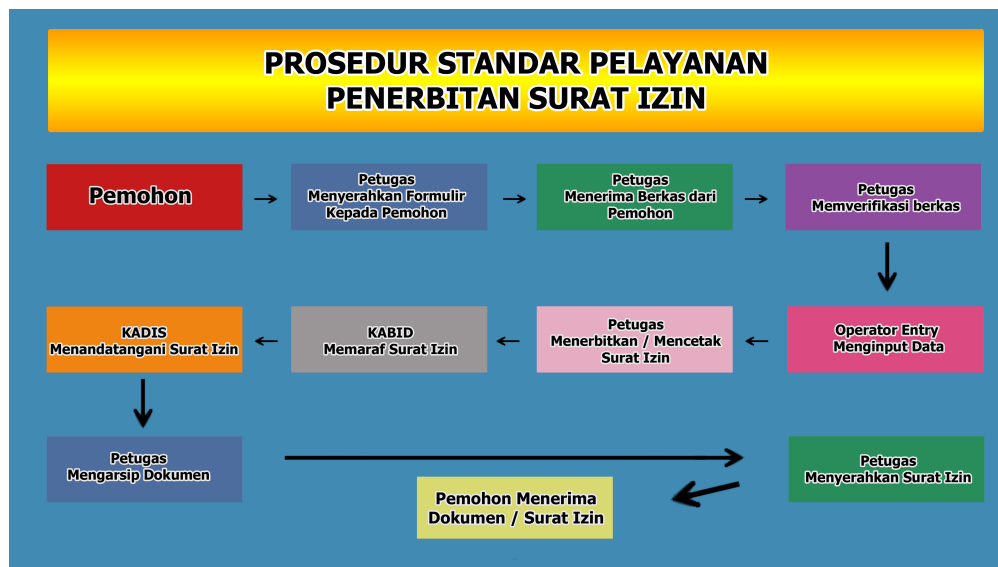 PROSEDUR STANDAR PELAYANAN
PENERBITAN SURAT IZIN
Pemohon
Petugas
Menyerahkan Formulir
Kepada Pemohon
Petugas
Menerima Berkas dari
Pemohon
Petugas
Memverifikasi berkas
Operator Entry
Menginput Data
Petugas
Menerbitkan / Mencetak
Surat Izin
KABID
Memaraf Surat Izin
KADIS
Menandatangani Surat Izin
Petugas
Mengarsip Dokumen
Petugas
Menyerahkan Surat Izin
Pemohon Menerima
Dokumen / Surat Izin